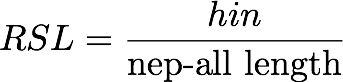 RSL = hin / nep-all length